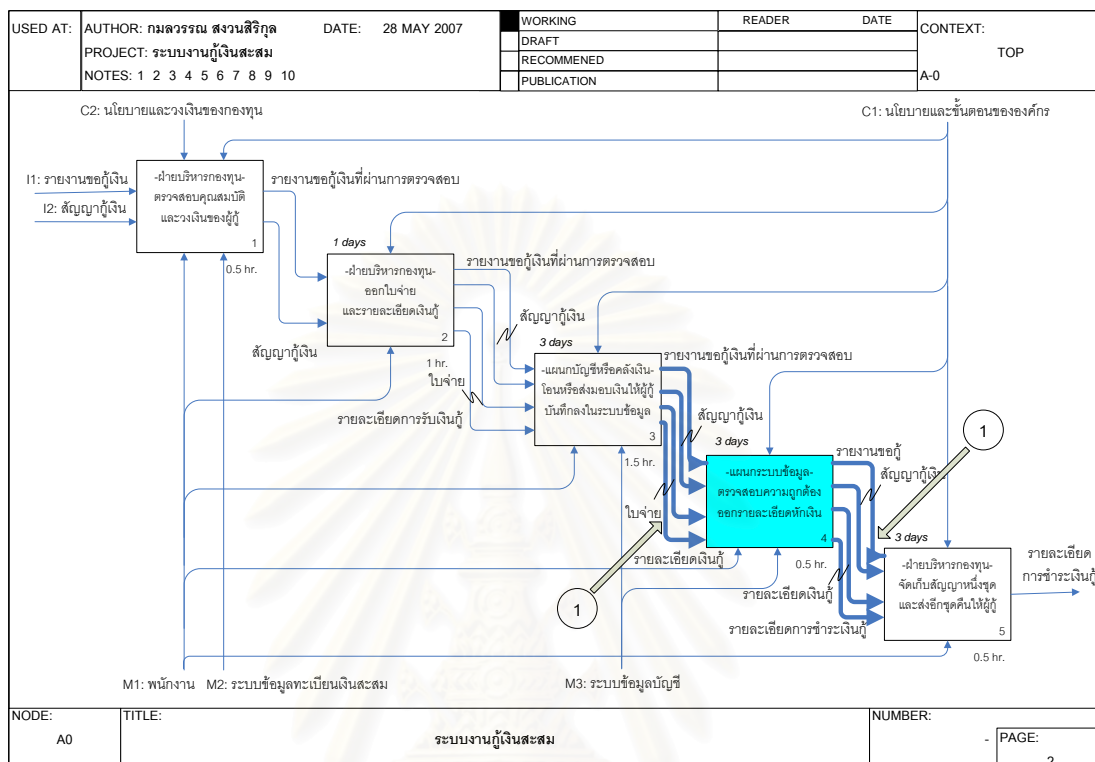 USED AT:
AUTHOR: กมลวรรณ สงวนสิริกุล
DATE: 28 MAY 2007
PROJECT: ระบบงานกู้เงินสะสม
NOTES: 1 2 3 4 5 6 7 8 9 10
WORKING
DRAFT
RECOMMENED
PUBLICATION
READER
DATE
CONTEXT:
TOP
A-0
C2: นโยบายและวงเงินของกองทุน
C1: นโยบายและขั้นตอนขององค์กร
I1: รายงานขอกู้เงิน
I2: สัญญากู้เงิน
-ฝ่ายบริหารกองทุน-
ตรวจสอบคุณสมบัติ
และวงเงินของผู้กู้
1
0.5 hr.
รายงานขอกู้เงินที่ผ่านการตรวจสอบ
สัญญากู้เงิน
1 days
-ฝ่ายบริหารกองทุน-
ออกใบจ่าย
และรายละเอียดเงินกู้
2
1 hr.
รายงานขอกู้เงินที่ผ่านการตรวจสอบ
สัญญากู้เงิน
ใบจ่าย
รายละเอียดการรับเงินกู้
3 days
-แผนกบัญชีหรือคลังเงิน-
โอนหรือส่งมอบเงินให้ผู้กู้
บันทึกลงในระบบข้อมูล
3
1.5 hr.
รายงานขอกู้เงินที่ผ่านการตรวจสอบ
สัญญากู้เงิน
ใบจ่าย
รายละเอียดเงินกู้
1
3 days
-แผนกระบบข้อมูล-
ตรวจสอบความถูกต้อง
ออกรายละเอียดหักเงิน
4
0.5 hr.
รายงานขอกู้
สัญญากู้เงิน
รายละเอียดเงินกู้
รายละเอียดการชำระเงินกู้
1
3 days
-ฝ่ายบริหารกองทุน-
จัดเก็บสัญญาหนึ่งชุด
และส่งอีกชุดคืนให้ผู้กู้
5
0.5 hr.
รายละเอียด
การชำระเงินกู้
M1: พนักงาน
M2: ระบบข้อมูลทะเบียนเงินสะสม
M3: ระบบข้อมูลบัญชี
NODE:
A0
TITLE:
ระบบงานกู้เงินสะสม
NUMBER:
-
PAGE:
2